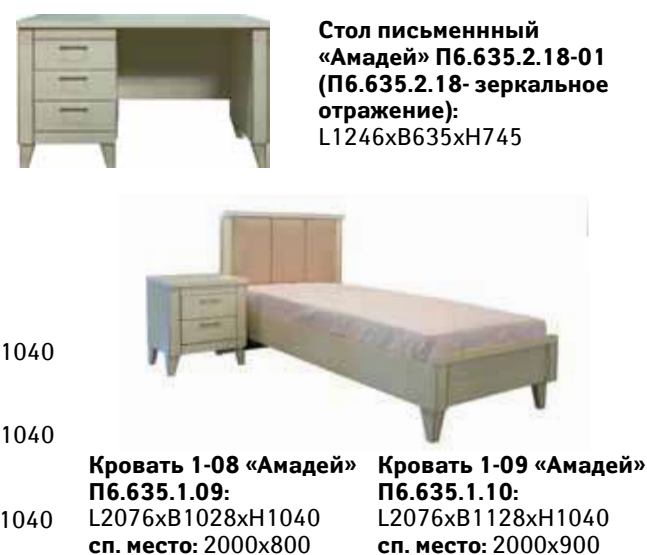 Стол письменнный
«Амадей» П6.635.2.18-01
(П6.635.2.18- зеркальное
отражение):
L1246xB635xH745
1040
1040
1040
Кровать 1-08 «Амадей»
П6.635.1.09:
L2076xB1028xH1040
сп. место: 2000x800
Кровать 1-09 «Амадей»
П6.635.1.10:
L2076xB1128xH1040
сп. место: 2000x900